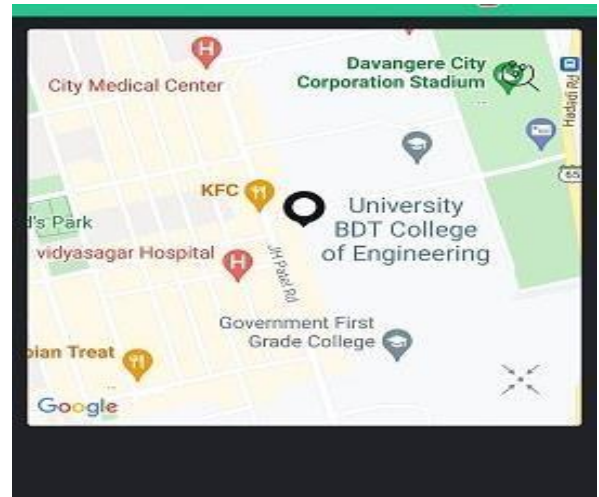 Davangere City
Corporation Stadium
City Medical Center
Hadadi Rd
65
KFC
University
BDT College
of Engineering
d's Park
vidyasagar Hospital
JH Patel Rd
Government First
Grade College
bian Treat
Google